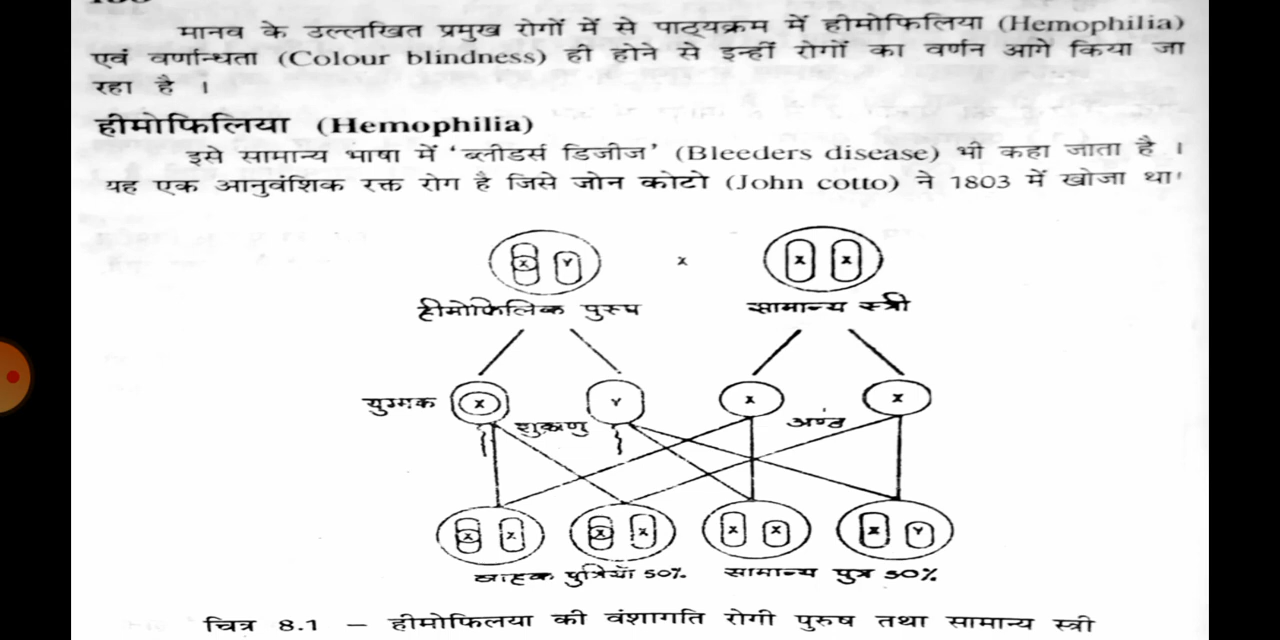 मानव के उल्लखित प्रमुख रोगों में से पाठ्यक्रम में हीमोफिलिया (Hemophilia)
एवं वर्णान्धता (Colour blindness) ही होने से इन्हीं रोगों का वर्णन आगे किया जा
रहा है ।
हीमोफिलिया (Hemophilia)
इसे सामान्य भाषा में ‘ब्लीडर्स डिजीज’ (Bleeders disease) भी कहा जाता है ।
यह एक आनुवंशिक रक्त रोग है जिसे जोन कोटो (John cotto) ने 1803 में खोजा था
X Y x X X
हीमोफिलिक पुरुष सामान्य स्त्री
युग्मक X Y X X
शुक्राणु अण्ड
X X X X X X X Y
वाहक पुत्रियाँ 50% सामान्य पुत्र 50%
चित्र 8.1 – हीमोफिलया की वंशागति रोगी पुरुष तथा सामान्य स्त्री